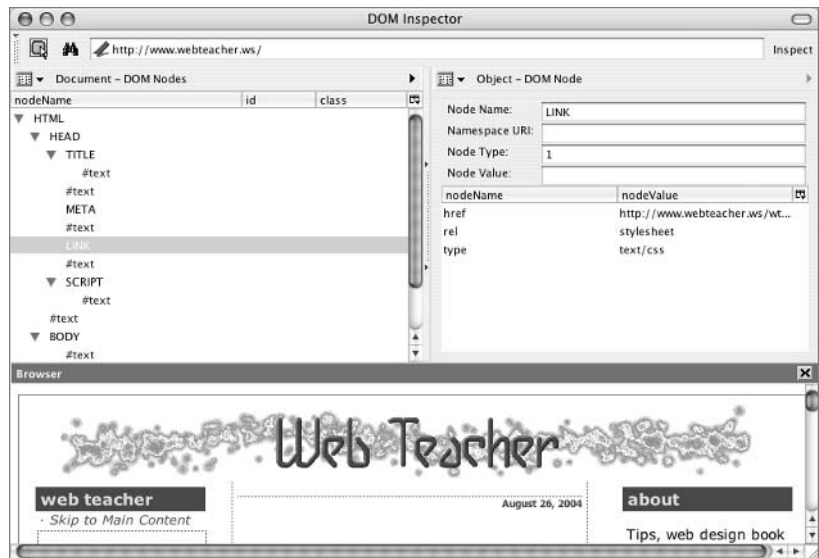 DOM Inspector
http://www.webteacher.ws/ Inspect
Document – DOM Nodes
nodeName id class
HTML
HEAD
TITLE
#text
#text
META
#text
LINK
#text
SCRIPT
#text
#text
BODY
#text
Object – DOM Node
Node Name: LINK
Namespace URI:
Node Type: 1
Node Value:
nodeName nodeValue
href http://www.webteacher.ws/wt...
rel stylesheet
type text/css
Browser
Web Teacher
web teacher
· Skip to Main Content
August 26, 2004
about
Tips, web design book